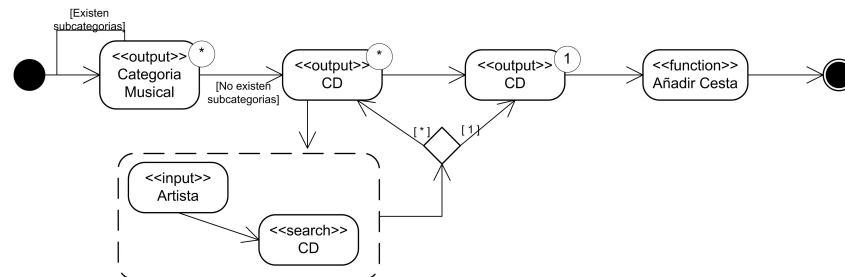 [Existen
subcategorias]
<<output>>
Categoria
Musical
*
[No existen
subcategorias]
<<output>>
CD
*
<<output>>
CD
1
<<function>>
Añadir Cesta
[ * ]
[ 1 ]
<<input>>
Artista
<<search>>
CD